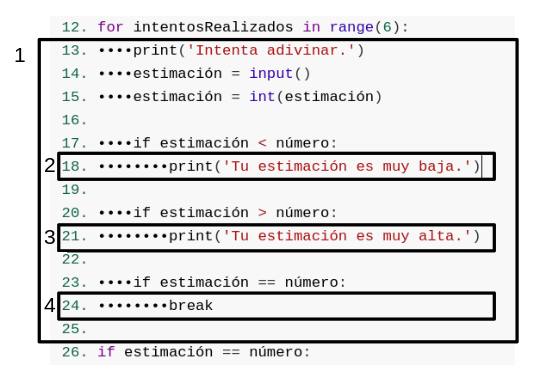 12. for intentosRealizados in range(6):
1
13. ••••print('Intenta adivinar.')
14. ••••estimación = input()
15. ••••estimación = int(estimación)
16.
17. ••••if estimación < número:
2 18. ••••••••print('Tu estimación es muy baja.')
19.
20. ••••if estimación > número:
3 21. ••••••••print('Tu estimación es muy alta.')
22.
23. ••••if estimación == número:
4 24. ••••••••break
25.
26. if estimación == número: